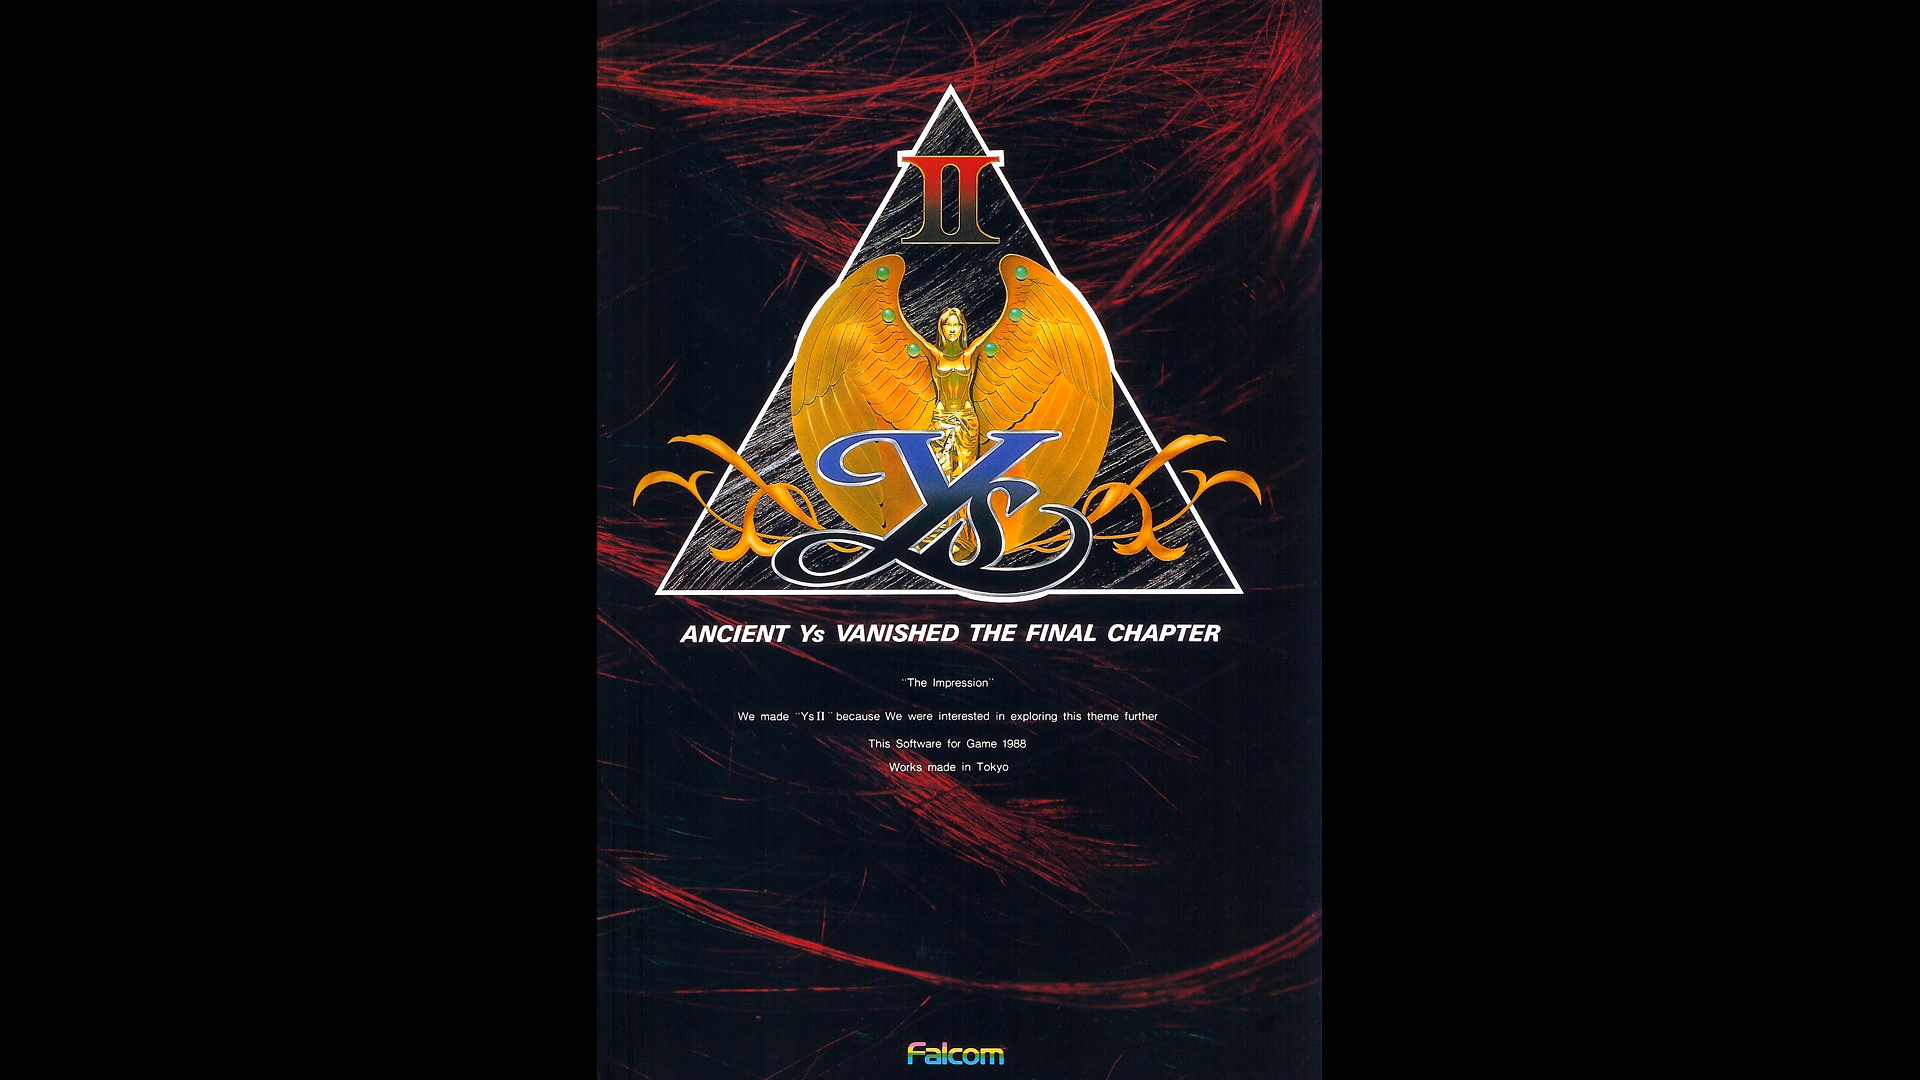 II
Ys
ANCIENT Ys VANISHED THE FINAL CHAPTER
"The Impression"
We made "Ys II" because We were interested in exploring this theme further
This Software for Game 1988
Works made in Tokyo
Falcom